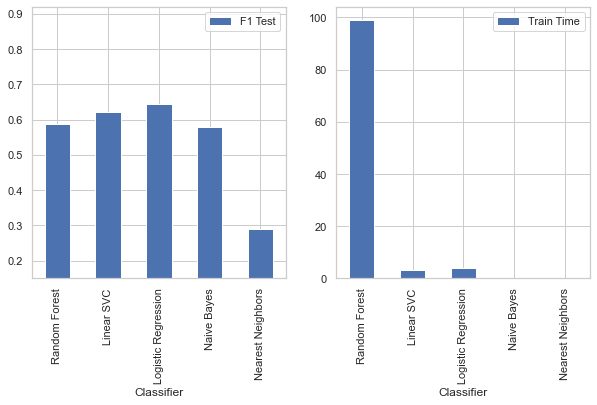 F1 Test
0.9
0.8
0.7
0.6
0.5
0.4
0.3
0.2
Random Forest
Linear SVC
Logistic Regression
Naive Bayes
Nearest Neighbors
Classifier
Train Time
100
80
60
40
20
0
Random Forest
Linear SVC
Logistic Regression
Naive Bayes
Nearest Neighbors
Classifier